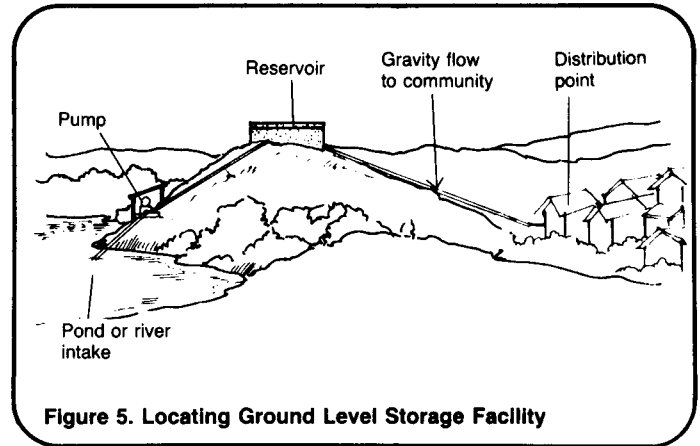 Reservoir
Gravity flow
to community
Distribution
point
Pump
Pond or river
intake
Figure 5. Locating Ground Level Storage Facility